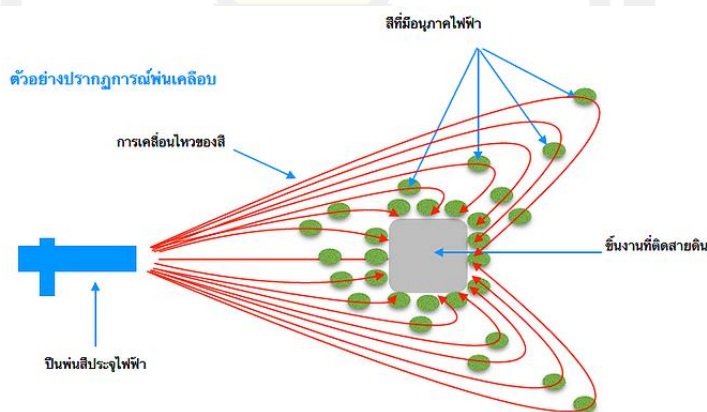 สีที่มีอนุภาคไฟฟ้า
ตัวอย่างปรากฏการณ์พ่นเคลือบ
การเคลื่อนไหวของสี
ชิ้นงานที่ติดสายดิน
ปืนพ่นสีประจุไฟฟ้า